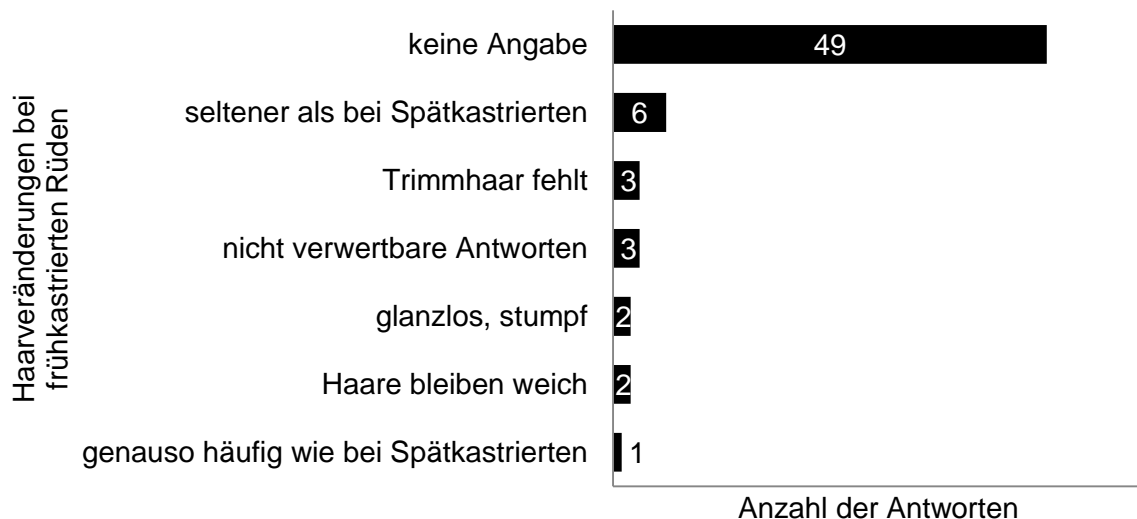 keine Angabe
49
seltener als bei Spätkastrierten
6
Trimmhaar fehlt
3
nicht verwertbare Antworten
3
glanzlos, stumpf
2
Haare bleiben weich
2
genauso häufig wie bei Spätkastrierten
1
Haarveränderungen bei
frühkastrierten Rüden
Anzahl der Antworten